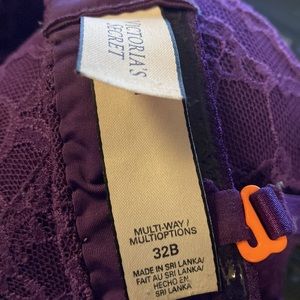 VICTORIA'S
SECRET
MULTI-WAY/
MULTIOPTIONS
32B
MADE IN SRI LANKA/
FAIT AU SRI LANKA/
HECHO EN
SRI LANKA